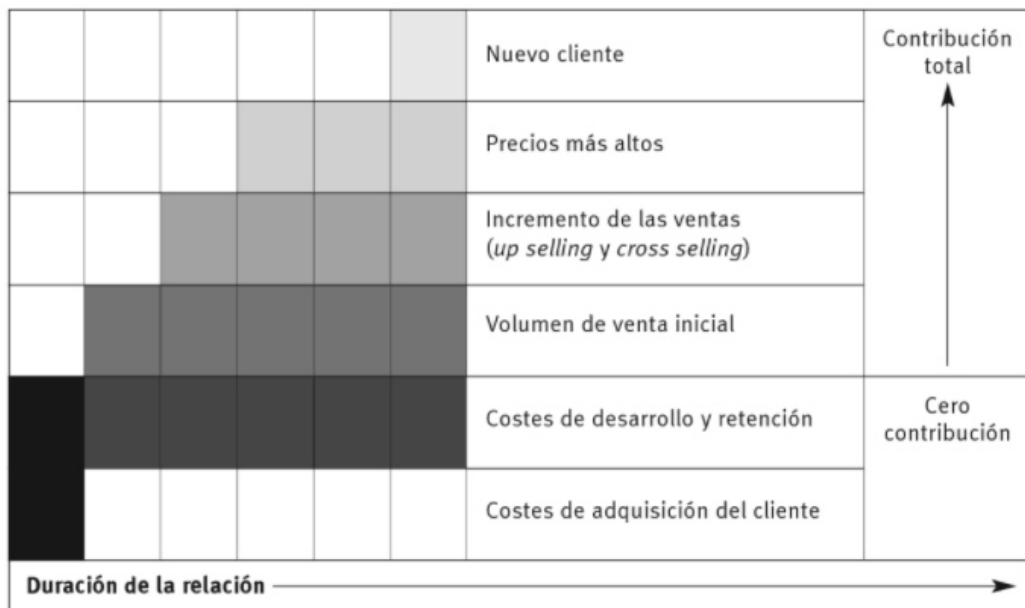 Nuevo cliente
Contribución
total
Precios más altos
Incremento de las ventas
(up selling y cross selling)
Volumen de venta inicial
Costes de desarrollo y retención
Cero
contribución
Costes de adquisición del cliente
Duración de la relación